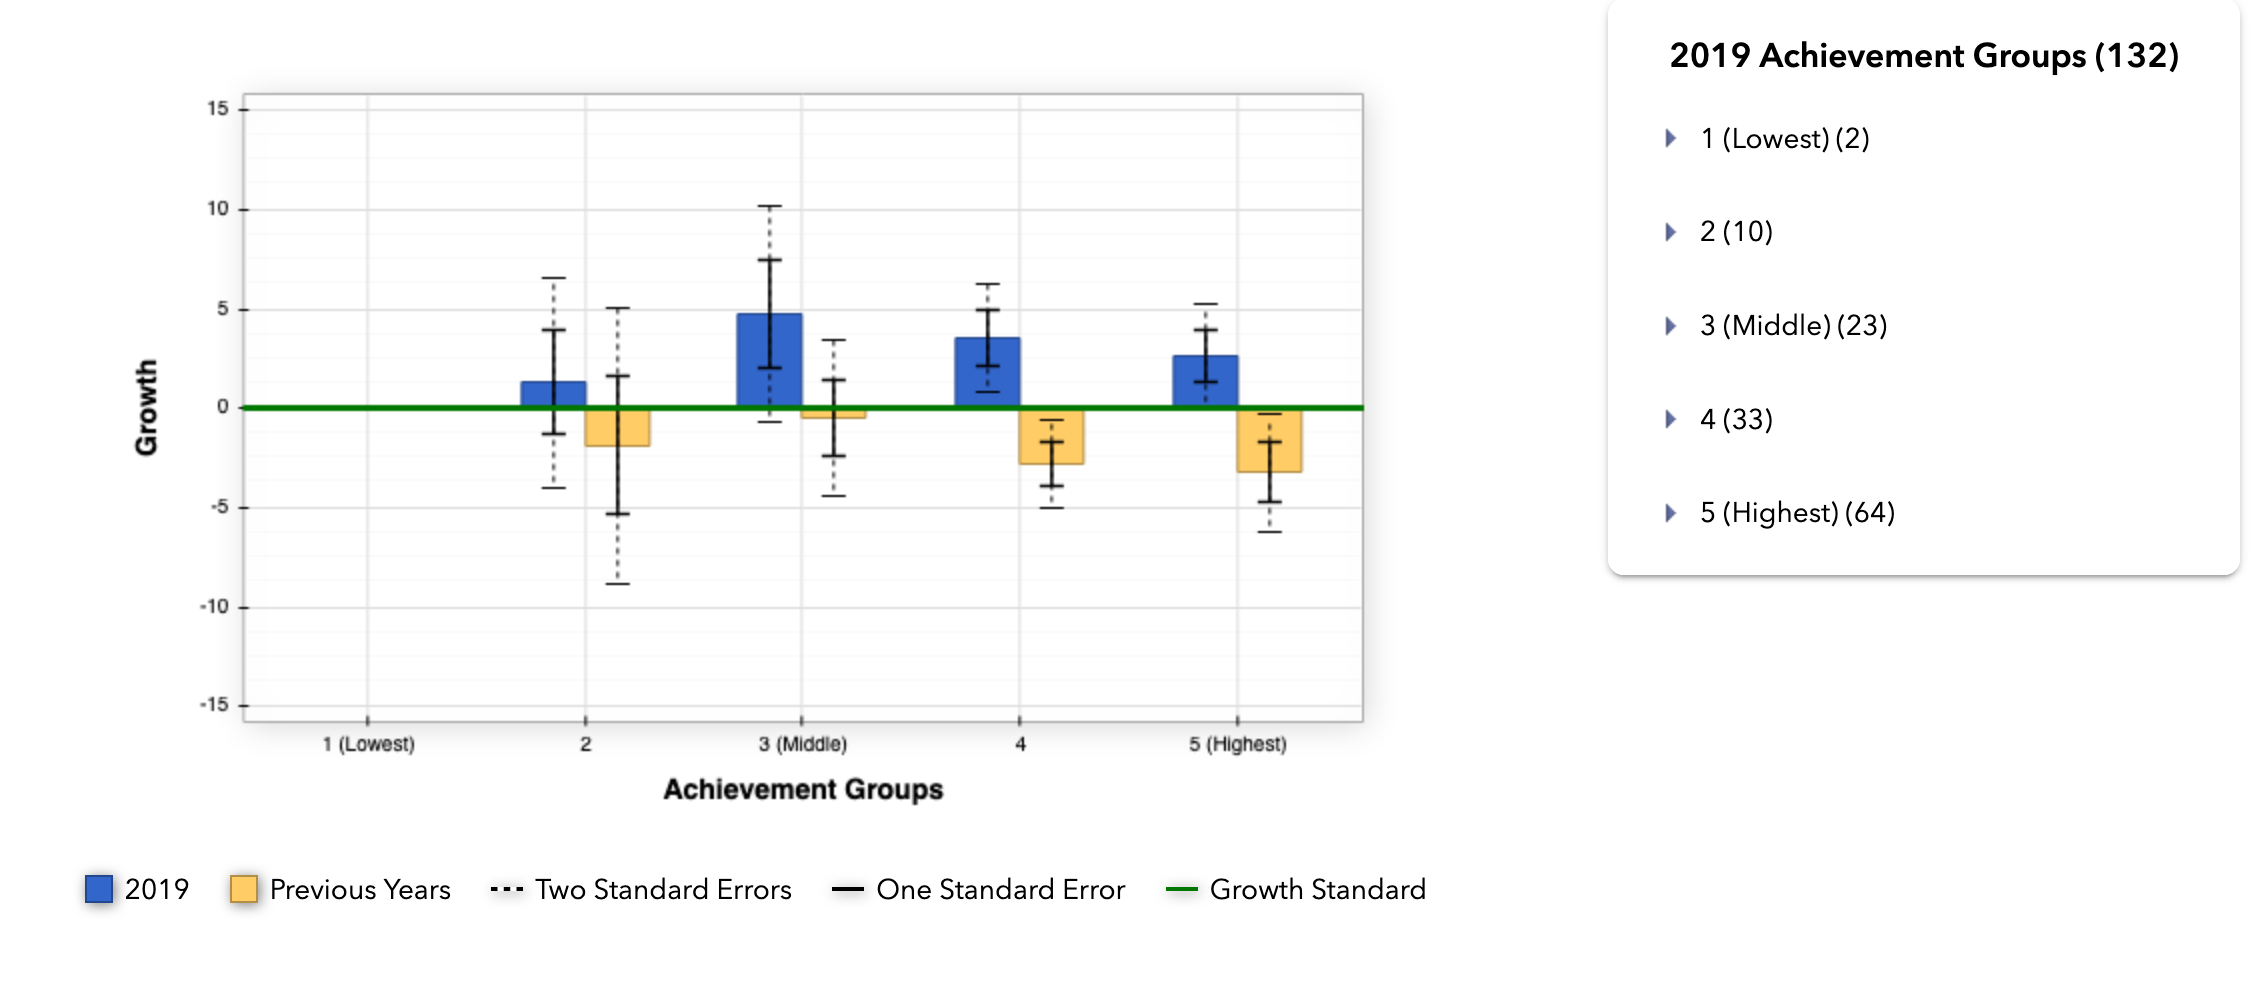 15
10
5
0
-5
-10
-15
Growth
1 (Lowest)
2
3 (Middle)
4
5 (Highest)
Achievement Groups
2019
Previous Years
Two Standard Errors
One Standard Error
Growth Standard
2019 Achievement Groups (132)
1 (Lowest) (2)
2 (10)
3 (Middle) (23)
4 (33)
5 (Highest) (64)